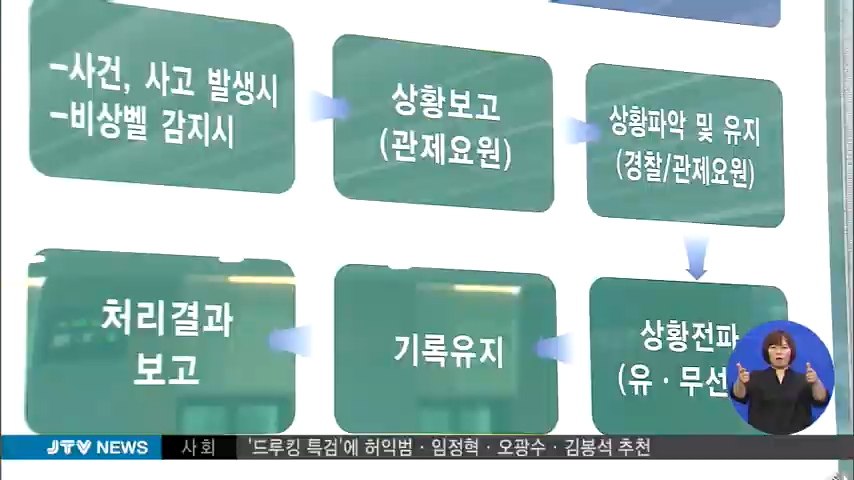 -사건, 사고 발생시
-비상벨 감지시
상황보고
(관제요원)
상황파악 및 유지
(경찰/관제요원)
상황전파
(유·무선
기록유지
처리결과
보고
JTV NEWS
사회
'드루킹 특검'에 허익범·임정혁·오광수·김봉석 추천